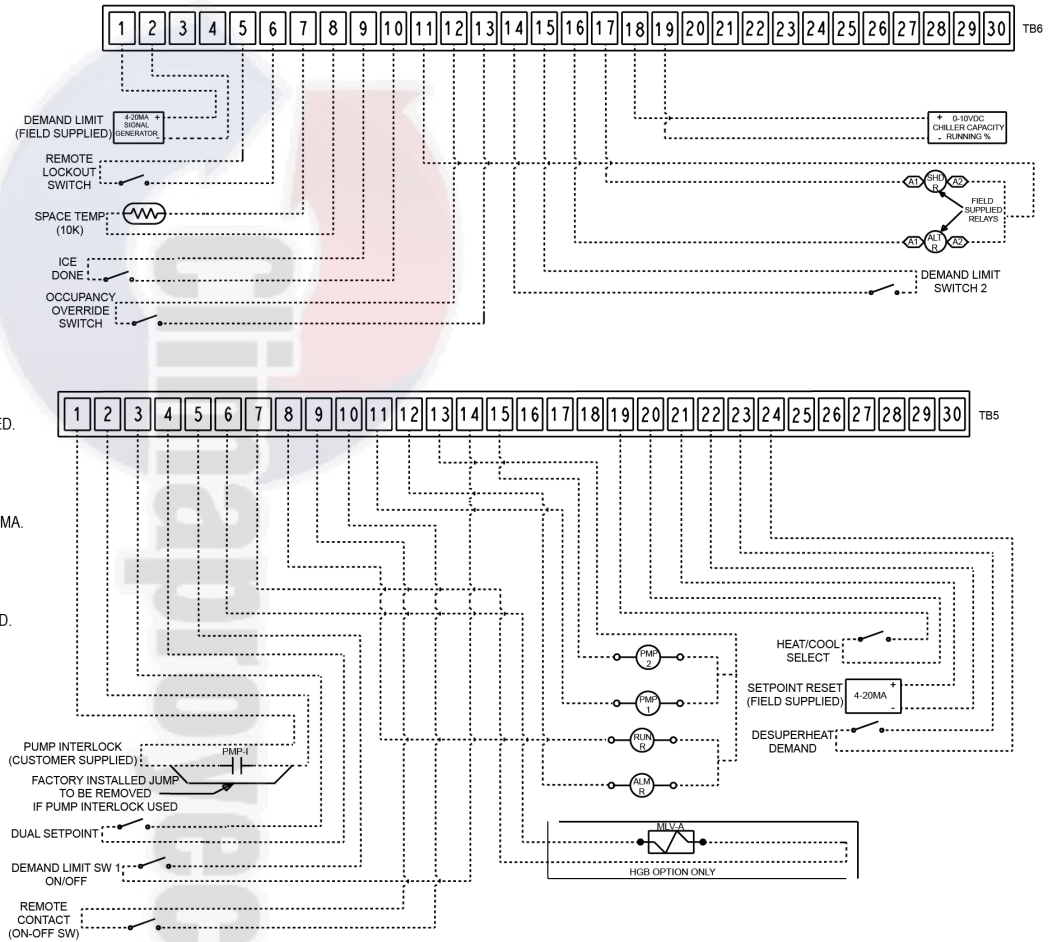 1 2 3 4 5 6 7 8 9 10 11 12 13 14 15 16 17 18 19 20 21 22 23 24 25 26 27 28 29 30 TB6
DEMAND LIMIT
(FIELD SUPPLIED)
4-20MA +
SIGNAL
GENERATOR -
REMOTE
LOCKOUT
SWITCH
SPACE TEMP
(10K)
ICE
DONE
OCCUPANCY
OVERRIDE
SWITCH
+ 0-10VDC
CHILLER CAPACITY
- RUNNING %
A1 SHD R A2
FIELD
SUPPLIED
RELAYS
A1 ALT R A2
DEMAND LIMIT
SWITCH 2
1 2 3 4 5 6 7 8 9 10 11 12 13 14 15 16 17 18 19 20 21 22 23 24 25 26 27 28 29 30 TB5
ED.
MA.
D.
PUMP INTERLOCK
(CUSTOMER SUPPLIED)
PMP-I
FACTORY INSTALLED JUMP
TO BE REMOVED
IF PUMP INTERLOCK USED
DUAL SETPOINT
DEMAND LIMIT SW 1
ON/OFF
REMOTE
CONTACT
(ON-OFF SW)
PMP
2
PMP
1
RUN
R
ALM
R
MLV-A
HGB OPTION ONLY
HEAT/COOL
SELECT
SETPOINT RESET
(FIELD SUPPLIED)
4-20MA
+
-
DESUPERHEAT
DEMAND
Climaproyec